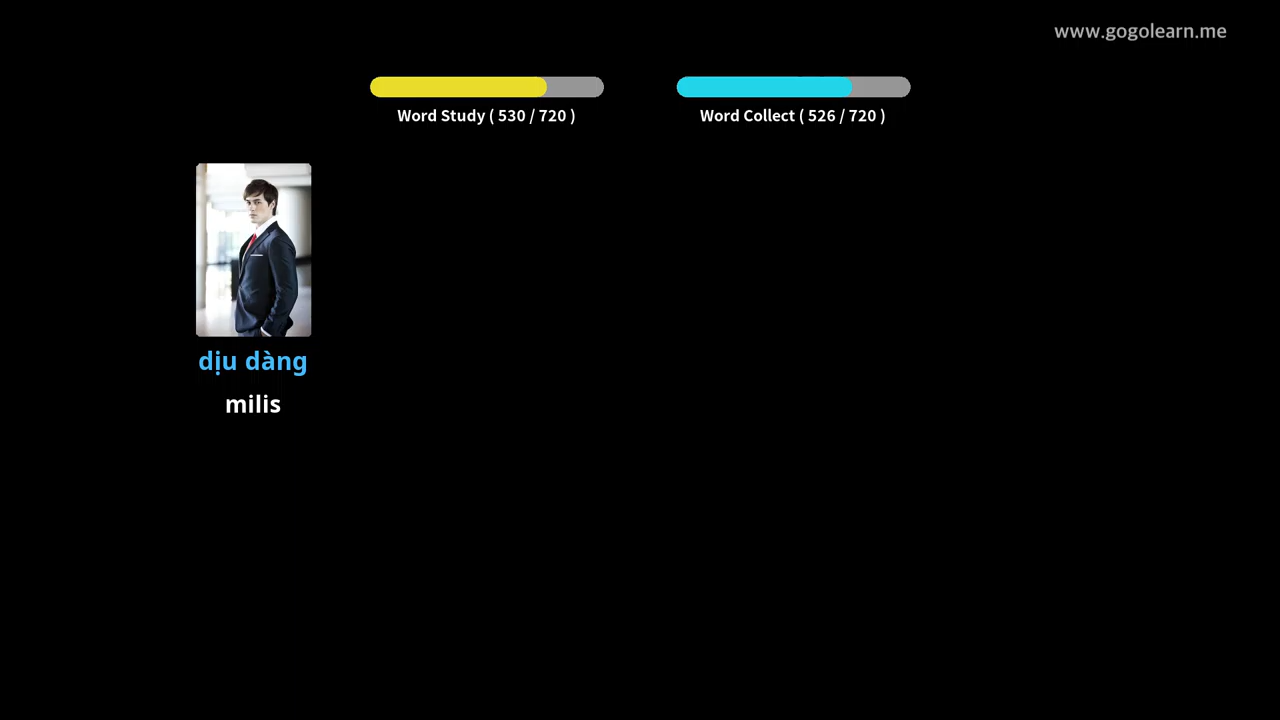 www.gogolearn.me
Word Study ( 530 / 720 )
Word Collect ( 526 / 720 )
dịu dàng
milis